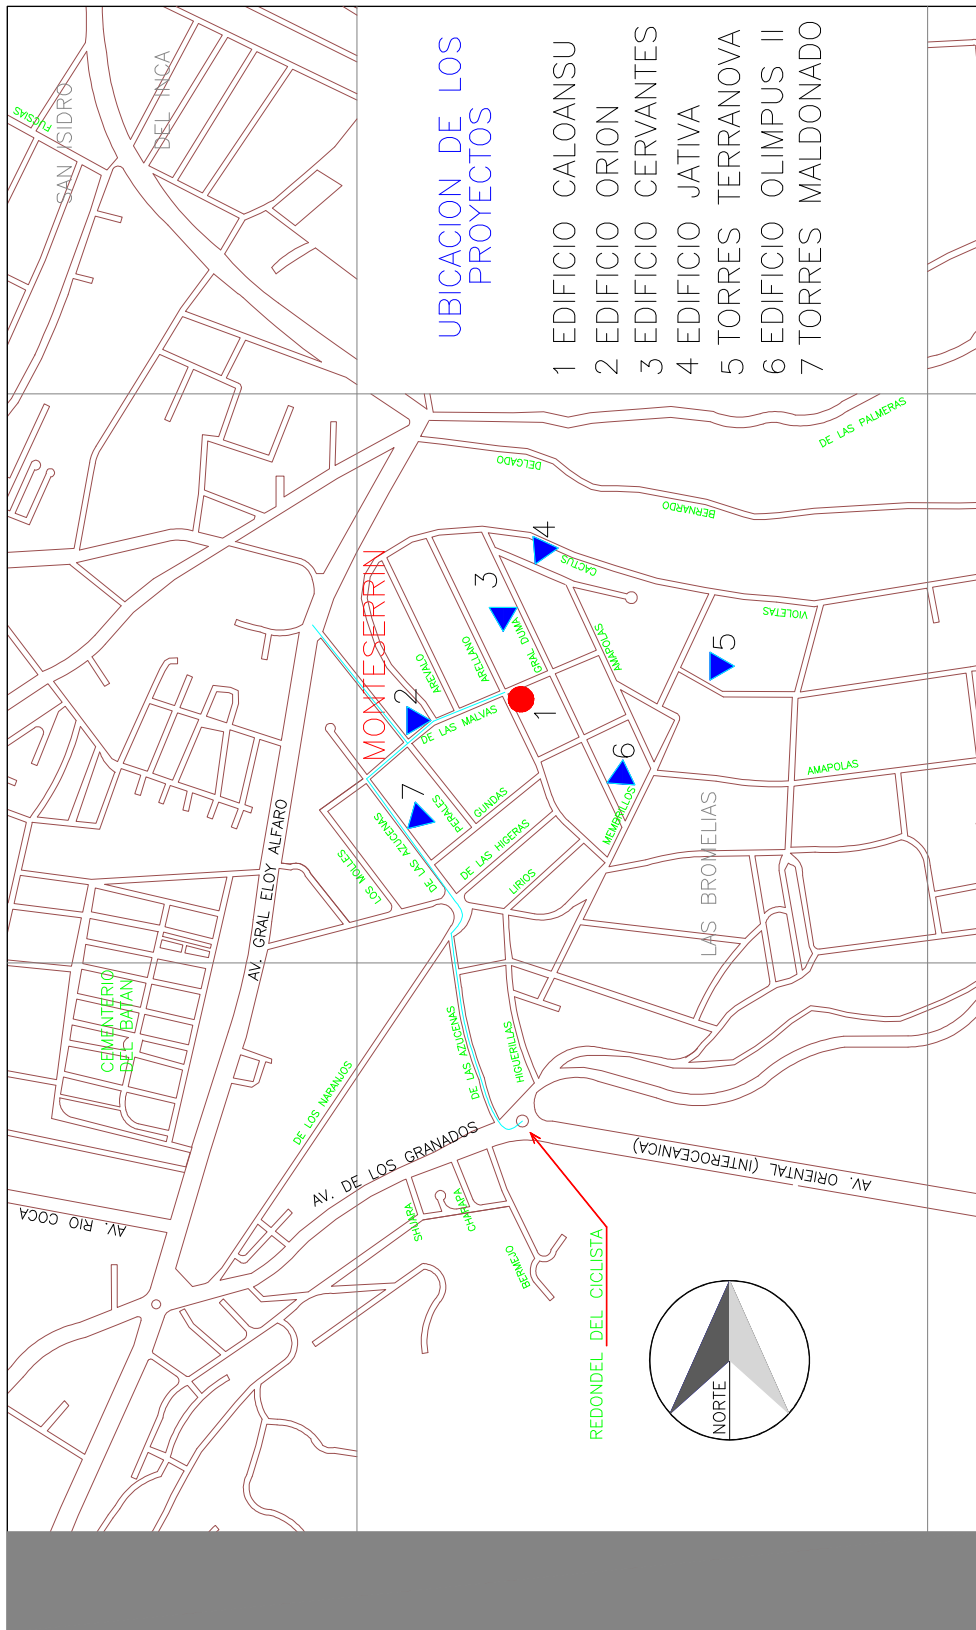 UBICACION DE LOS
PROYECTOS
1 EDIFICIO CALOANSU
2 EDIFICIO ORION
3 EDIFICIO CERVANTES
4 EDIFICIO JATIVA
5 TORRES TERRANOVA
6 EDIFICIO OLIMPUS II
7 TORRES MALDONADO
FUCSIAS
SAN ISIDRO
DEL INCA
DE LAS PALMERAS
DELGADO
BERNARDO
MONTESERRIN
CACTUS
VIOLETAS
AREVALO
ARELLANO
GRAL DUMA
AMAPOLAS
DE LAS MALVAS
1
2
3
4
5
6
7
AMAPOLAS
MEMBRILLOS
PERALES
GUNDAS
DE LAS HIGERAS
LIRIOS
DE LAS AZUCENAS
LOS MOLLES
AV. GRAL ELOY ALFARO
LAS BROMELIAS
CEMENTERIO
DEL BATAN
DE LAS AZUCENAS
HIGUERILLAS
DE LOS NARANJOS
AV. DE LOS GRANADOS
AV. ORIENTAL (INTEROCEANICA)
AV. RIO COCA
SHUARA
CHARAPA
BERMEJO
REDONDEL DEL CICLISTA
NORTE